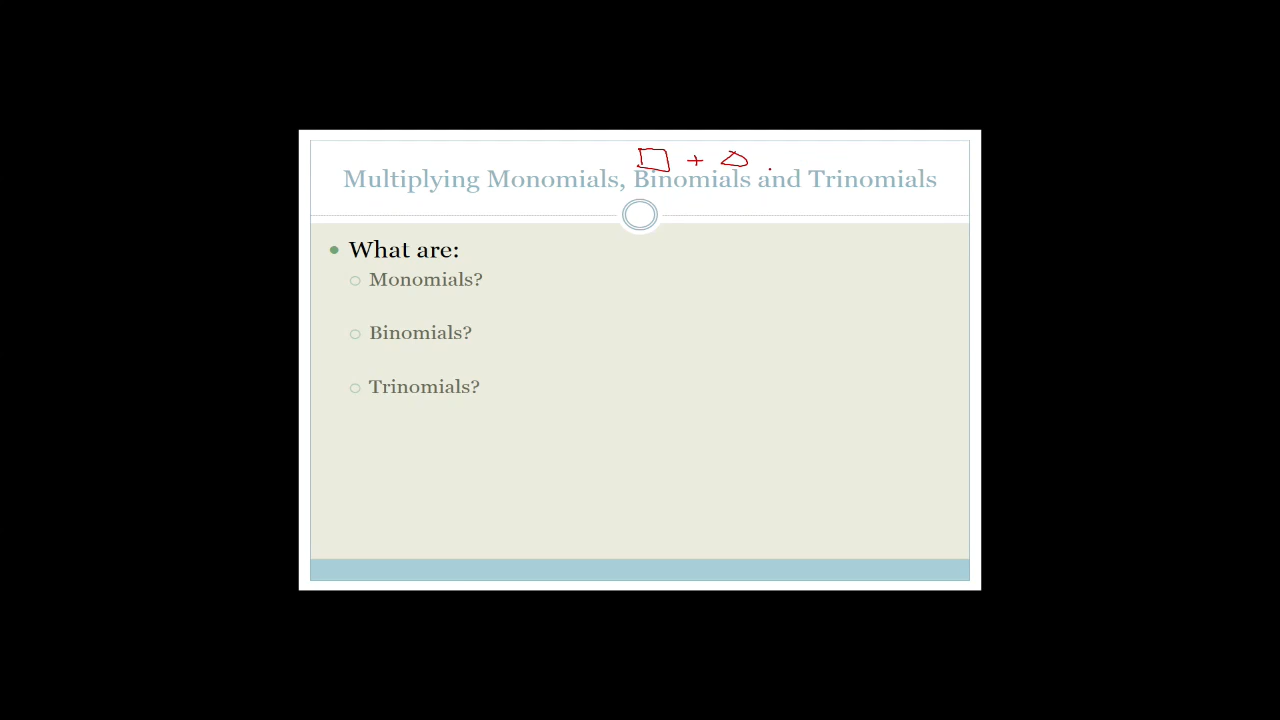 Multiplying Monomials, Binomials and Trinomials
What are:
Monomials?
Binomials?
Trinomials?